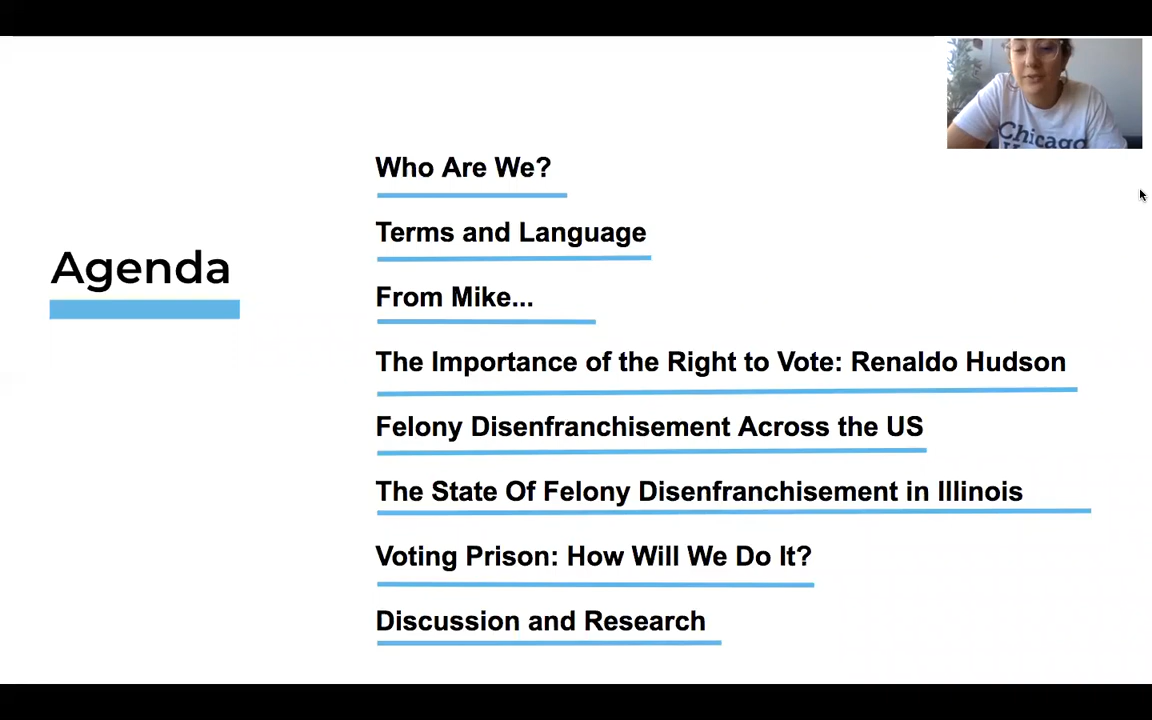 Chicago
Who Are We?
Terms and Language
Agenda
From Mike...
The Importance of the Right to Vote: Renaldo Hudson
Felony Disenfranchisement Across the US
The State Of Felony Disenfranchisement in Illinois
Voting Prison: How Will We Do It?
Discussion and Research